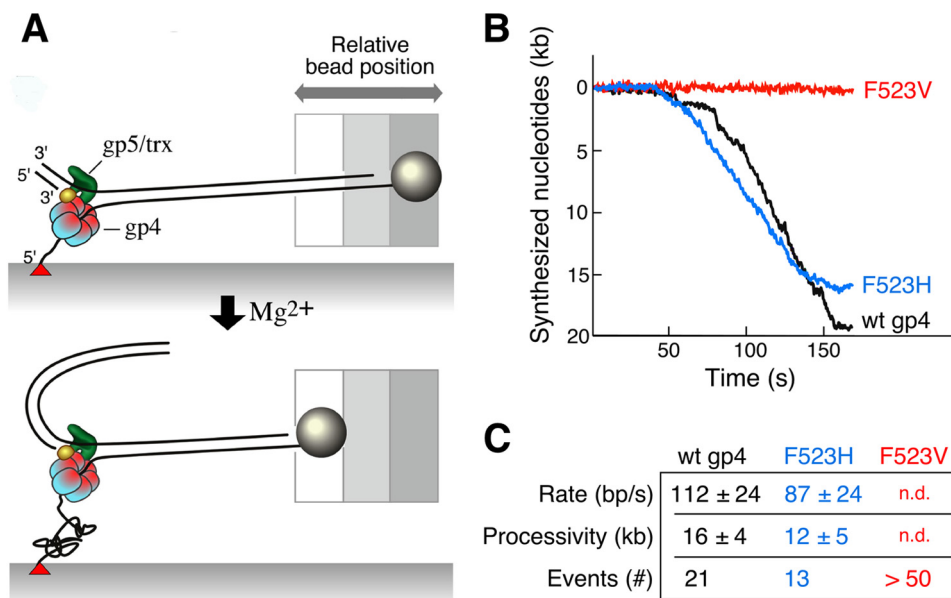 A
Relative
bead position
gp5/trx
3'
5'
3'
gp4
5'
Mg2+
B
Synthesized nucleotides (kb)
0
5
10
15
20
50
100
150
Time (s)
F523V
F523H
wt gp4
C
wt gp4 F523H F523V
Rate (bp/s) 112 ± 24 87 ± 24 n.d.
Processivity (kb) 16 ± 4 12 ± 5 n.d.
Events (#) 21 13 > 50